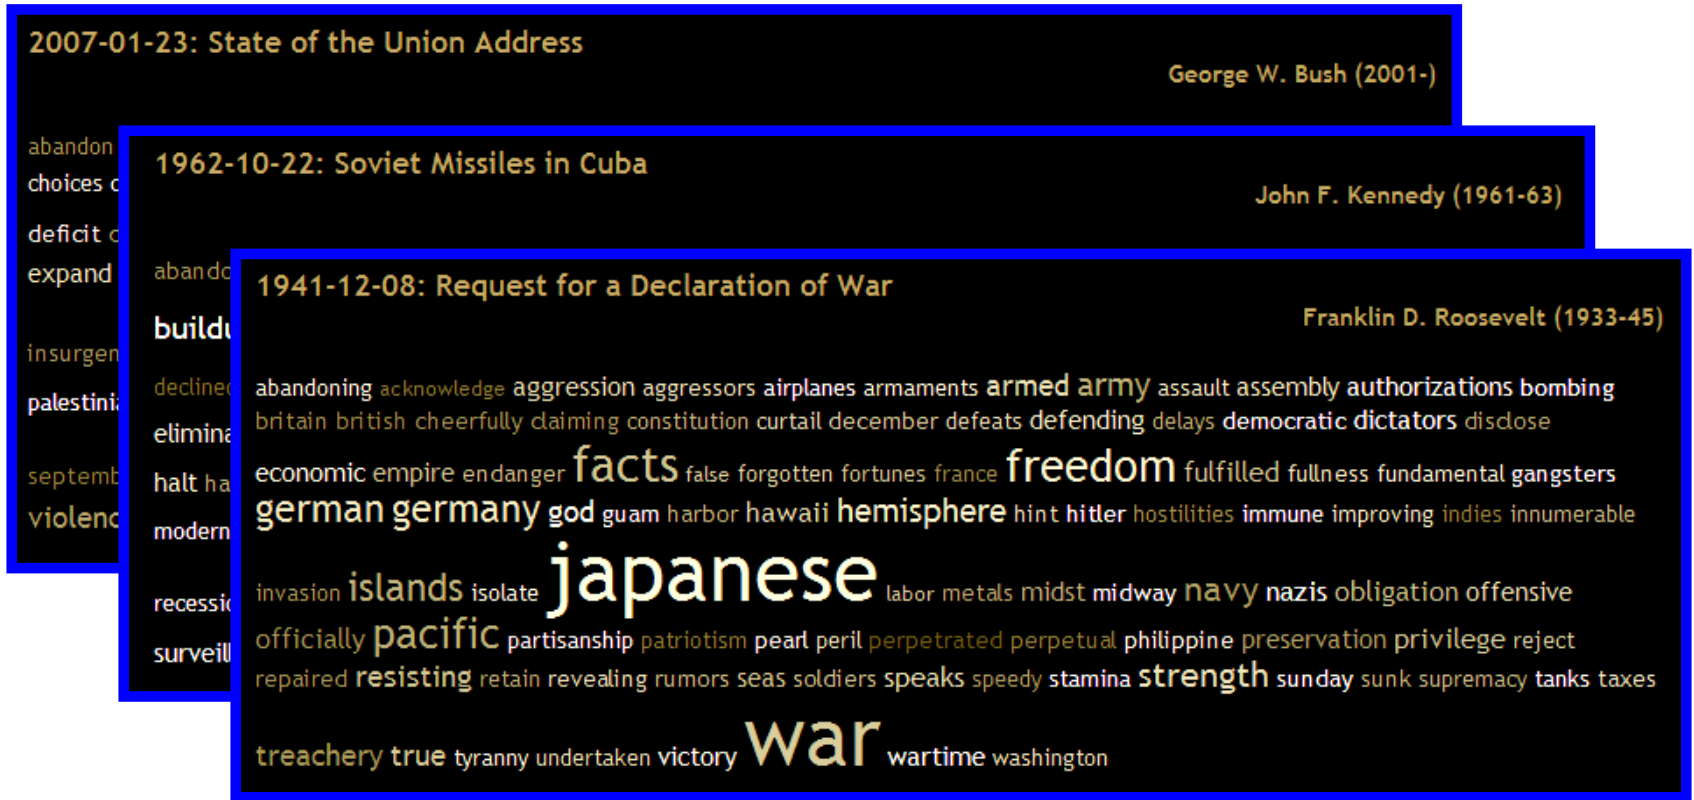 2007-01-23: State of the Union Address
George W. Bush (2001-)
abandon
choices
deficit
expand
insurgen
palestini
septemb
violenc
1962-10-22: Soviet Missiles in Cuba
John F. Kennedy (1961-63)
abando
buildu
declined
elimina
halt ha
modern
recessio
surveill
1941-12-08: Request for a Declaration of War
Franklin D. Roosevelt (1933-45)
abandoning acknowledge aggression aggressors airplanes armaments armed army assault assembly authorizations bombing
britain british cheerfully claiming constitution curtail december defeats defending delays democratic dictators disclose
economic empire endanger facts false forgotten fortunes france freedom fulfilled fullness fundamental gangsters
german germany god guam harbor hawaii hemisphere hint hitler hostilities immune improving indies innumerable
invasion islands isolate japanese labor metals midst midway navy nazis obligation offensive
officially pacific partisanship patriotism pearl peril perpetrated perpetual philippine preservation privilege reject
repaired resisting retain revealing rumors seas soldiers speaks speedy stamina strength sunday sunk supremacy tanks taxes
treachery true tyranny undertaken victory war wartime washington